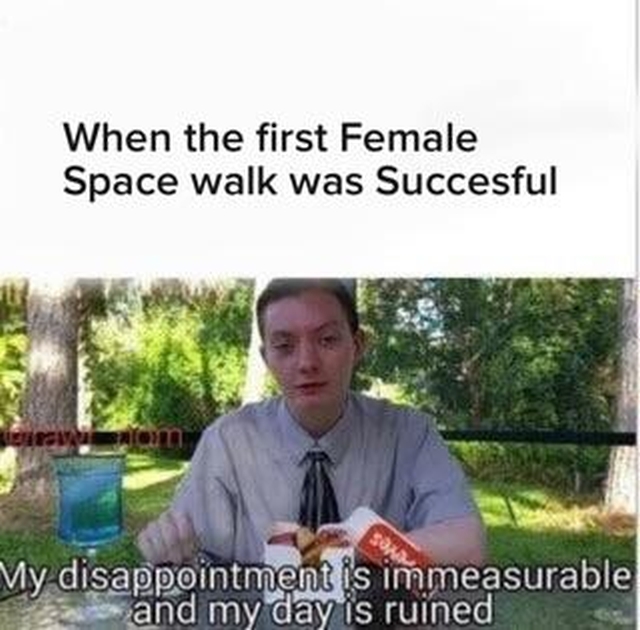 When the first Female
Space walk was Succesful
My disappointment is immeasurable
and my day is ruined